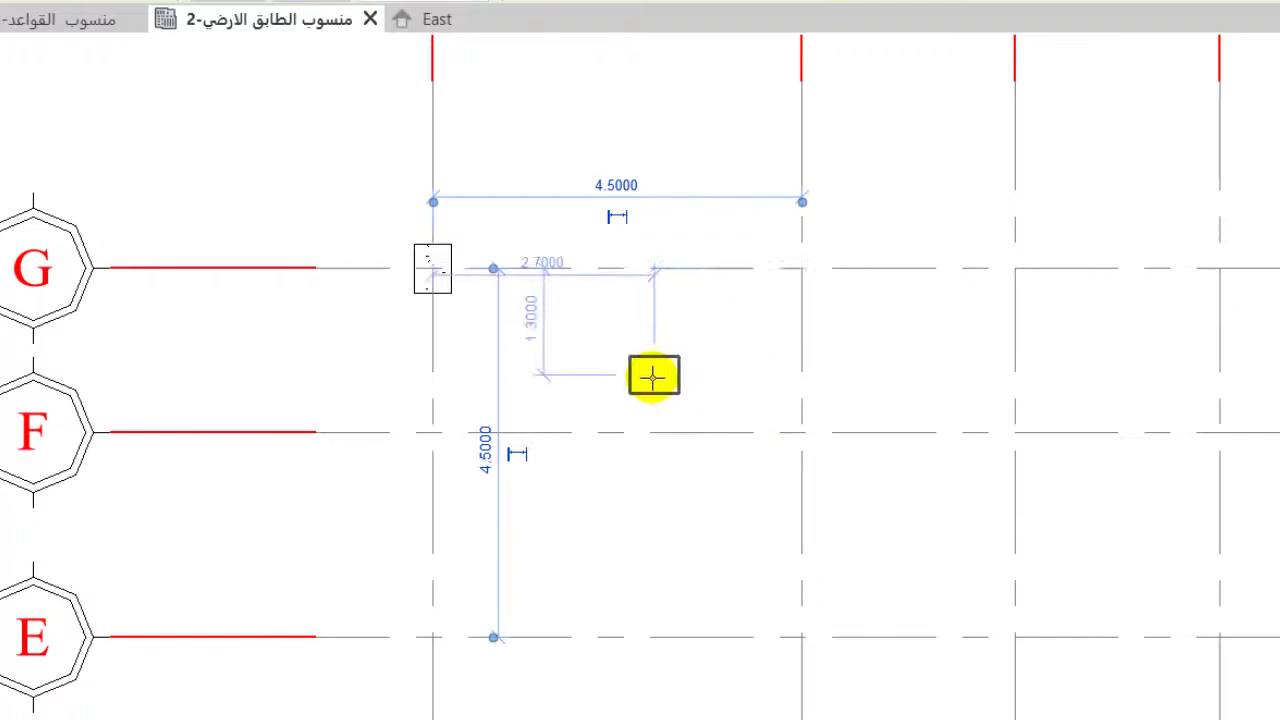 منسوب القواعد-
منسوب الطابق الارضي-2
East
4.5000
G
2.7000
1.3000
F
4.5000
E